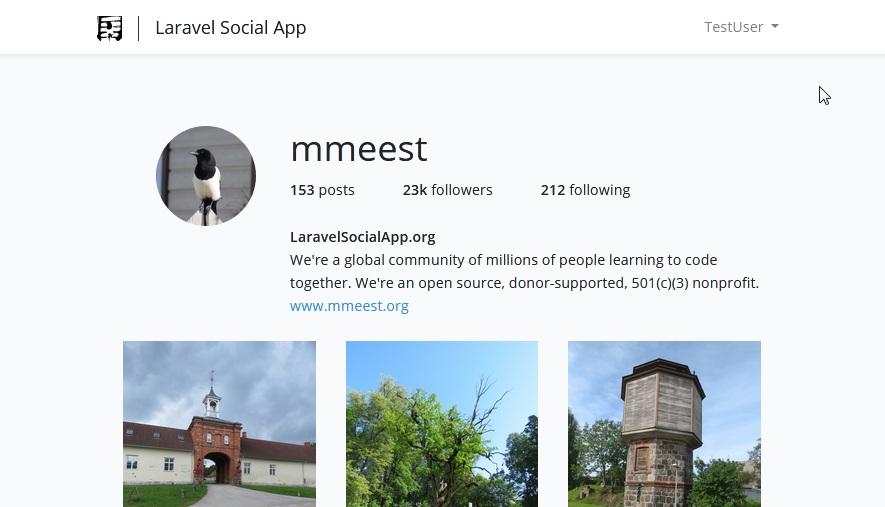 Laravel Social App
TestUser
mmeest
153 posts 23k followers 212 following
LaravelSocialApp.org
We're a global community of millions of people learning to code
together. We're an open source, donor-supported, 501(c)(3) nonprofit.
www.mmeest.org